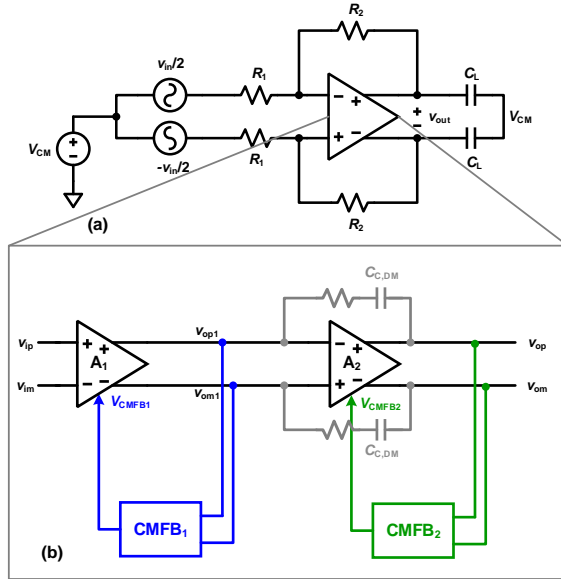 R2
vin/2
R1
CL
− +
vout
+
−
VCM
VCM
+
−
+ −
R1
CL
-vin/2
R2
(a)
CC,DM
vip
+ +
vop1
− +
vop
A1
A2
vim
− −
vom1
+ −
vom
VCMFB1
VCMFB2
CC,DM
CMFB1
CMFB2
(b)